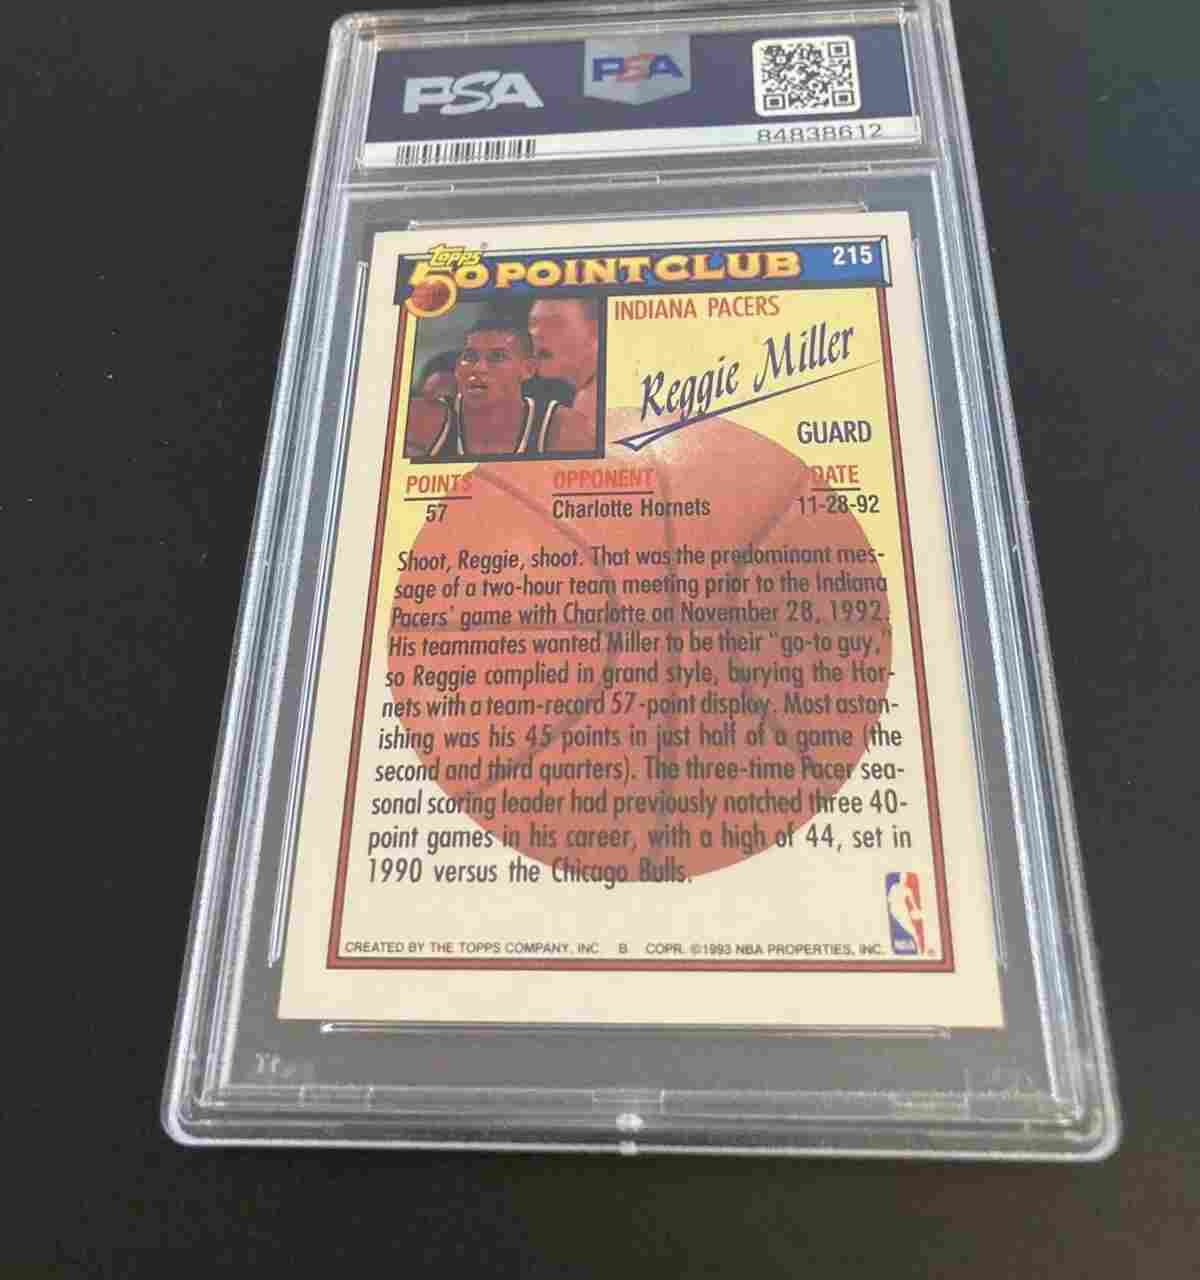 PSA
PSA
84838612
Topps®
50 POINT CLUB
215
INDIANA PACERS
Reggie Miller
GUARD
POINTS OPPONENT DATE
57 Charlotte Hornets 11-28-92
Shoot, Reggie, shoot. That was the predominant mes-
sage of a two-hour team meeting prior to the Indiana
Pacers' game with Charlotte on November 28, 1992.
His teammates wanted Miller to be their "go-to guy,"
so Reggie complied in grand style, burying the Hor-
nets with a team-record 57-point display. Most aston-
ishing was his 45 points in just half of a game (the
second and third quarters). The three-time Pacer sea-
sonal scoring leader had previously notched three 40-
point games in his career, with a high of 44, set in
1990 versus the Chicago Bulls.
CREATED BY THE TOPPS COMPANY, INC. B COPR. ©1993 NBA PROPERTIES, INC.
NBA